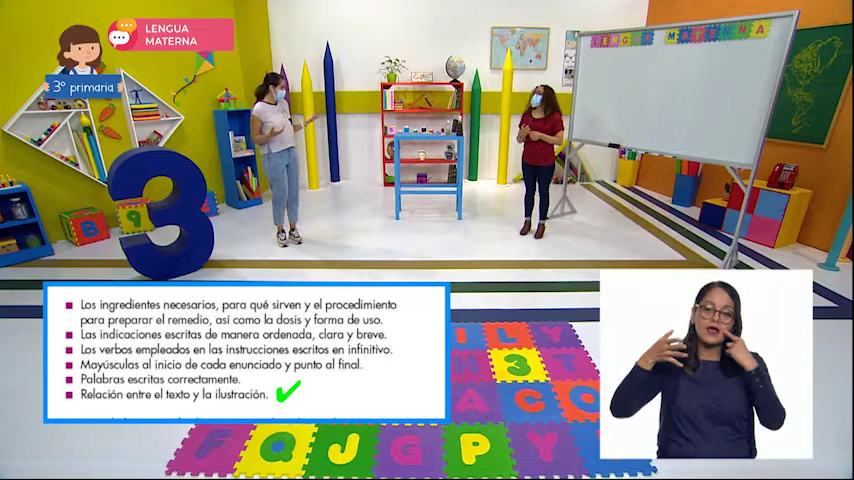 LENGUA
MATERNA
3° primaria
LENGUA MATERNA
3
B 9
Los ingredientes necesarios, para qué sirven y el procedimiento
para preparar el remedio, así como la dosis y forma de uso.
Las indicaciones escritas de manera ordenada, clara y breve.
Los verbos empleados en las instrucciones escritos en infinitivo.
Mayúsculas al inicio de cada enunciado y punto al final.
Palabras escritas correctamente.
Relación entre el texto y la ilustración.
I L Y
H 3 T
A C O
F Q J G P Y